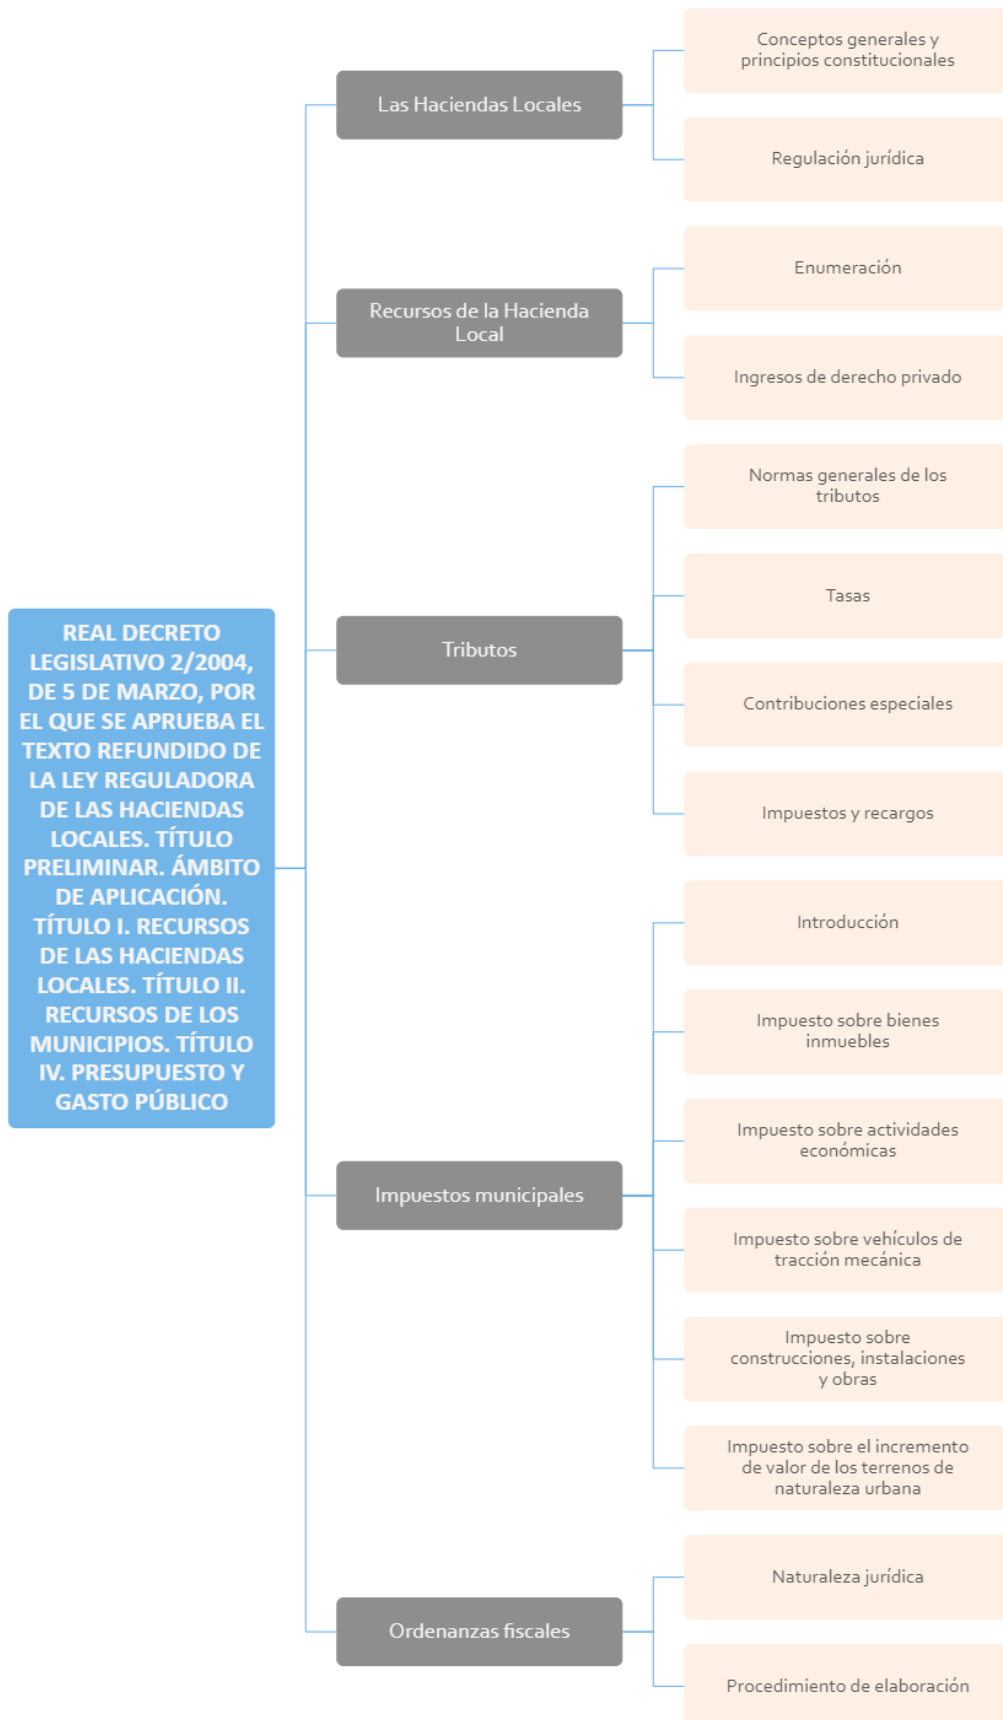 REAL DECRETO
LEGISLATIVO 2/2004,
DE 5 DE MARZO, POR
EL QUE SE APRUEBA EL
TEXTO REFUNDIDO DE
LA LEY REGULADORA
DE LAS HACIENDAS
LOCALES. TÍTULO
PRELIMINAR. ÁMBITO
DE APLICACIÓN.
TÍTULO I. RECURSOS
DE LAS HACIENDAS
LOCALES. TÍTULO II.
RECURSOS DE LOS
MUNICIPIOS. TÍTULO
IV. PRESUPUESTO Y
GASTO PÚBLICO
Las Haciendas Locales
Conceptos generales y
principios constitucionales
Regulación jurídica
Recursos de la Hacienda
Local
Enumeración
Ingresos de derecho privado
Tributos
Normas generales de los
tributos
Tasas
Contribuciones especiales
Impuestos y recargos
Impuestos municipales
Introducción
Impuesto sobre bienes
inmuebles
Impuesto sobre actividades
económicas
Impuesto sobre vehículos de
tracción mecánica
Impuesto sobre
construcciones, instalaciones
y obras
Impuesto sobre el incremento
de valor de los terrenos de
naturaleza urbana
Ordenanzas fiscales
Naturaleza jurídica
Procedimiento de elaboración